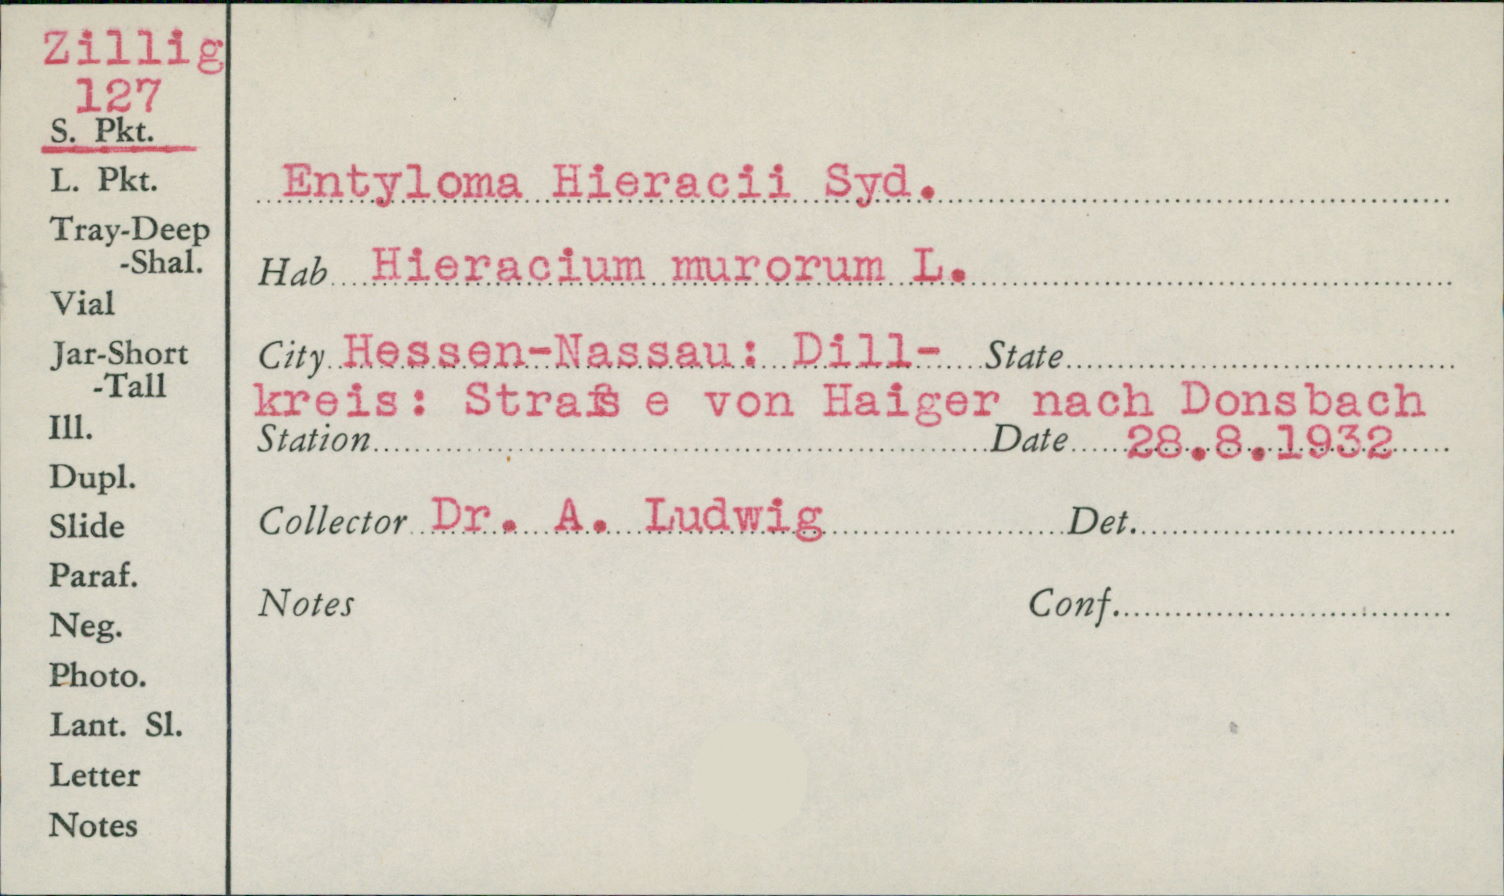 Zillig
127
S. Pkt.
L. Pkt.
Tray-Deep
-Shal.
Vial
Jar-Short
-Tall
Ill.
Dupl.
Slide
Paraf.
Neg.
Photo.
Lant. Sl.
Letter
Notes
Entyloma Hieracii Syd.
Hab Hieracium murorum L.
City Hessen-Nassau: Dill- State
kreis: Straße von Haiger nach Donsbach
Station Date 28.8.1932
Collector Dr. A. Ludwig Det.
Notes Conf.